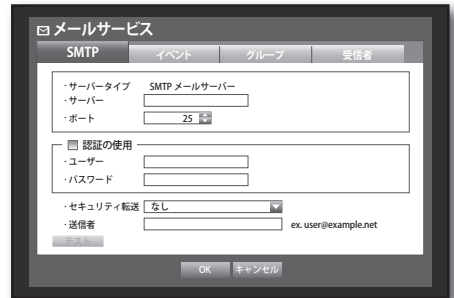 メールサービス
SMTP イベント グループ 受信者
·サーバータイプ SMTP メールサーバー
·サーバー
·ポート 25
認証の使用
·ユーザー
·パスワード
·セキュリティ転送 なし
·送信者 ex. user@example.net
テスト
OK キャンセル